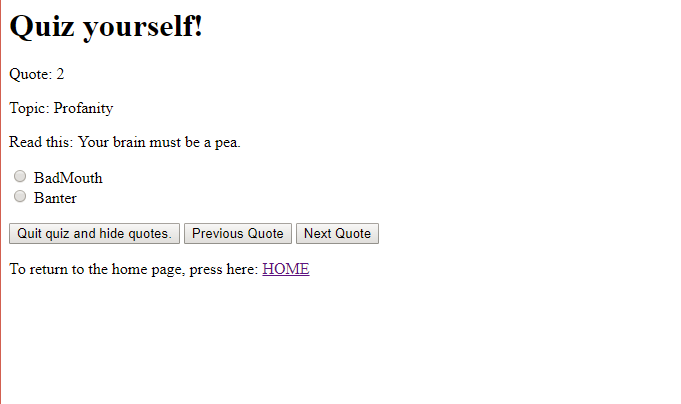 Quiz yourself!
Quote: 2
Topic: Profanity
Read this: Your brain must be a pea.
BadMouth
Banter
Quit quiz and hide quotes. Previous Quote Next Quote
To return to the home page, press here: HOME